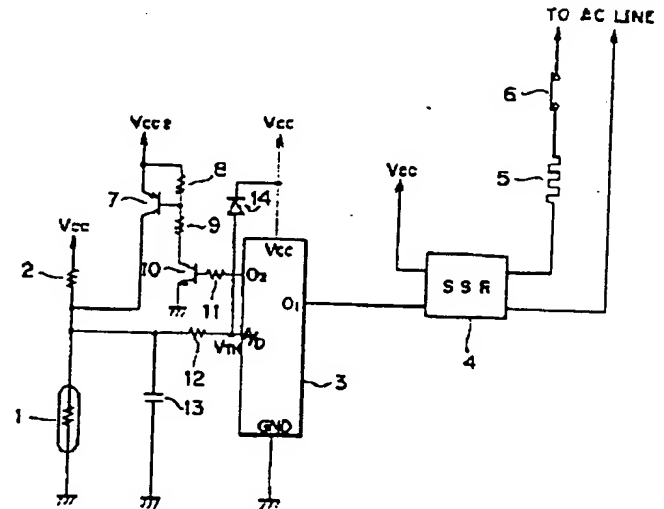 TO AC LINE
6
Vcc2
Vcc
8
5
7
14
Vcc
9
Vcc
Vcc
2
10
O2
SSR
11
O1
VTH
A/D
4
12
3
1
13
GND